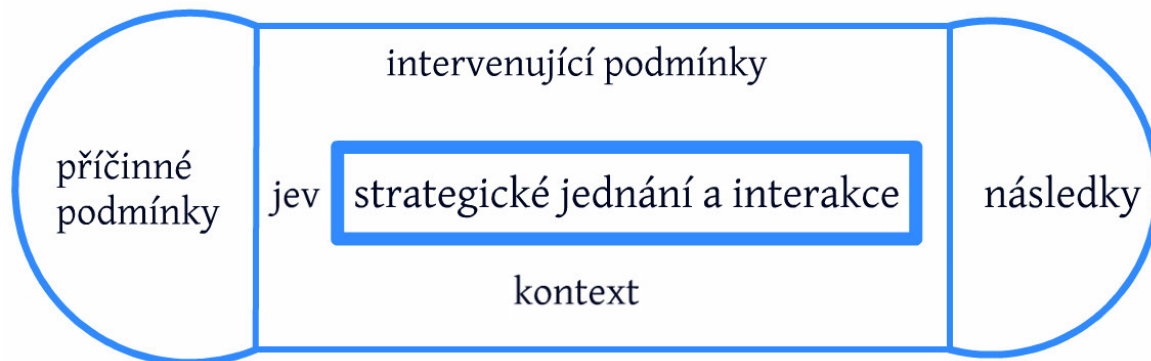 intervenující podmínky
příčinné
podmínky
jev
strategické jednání a interakce
následky
kontext